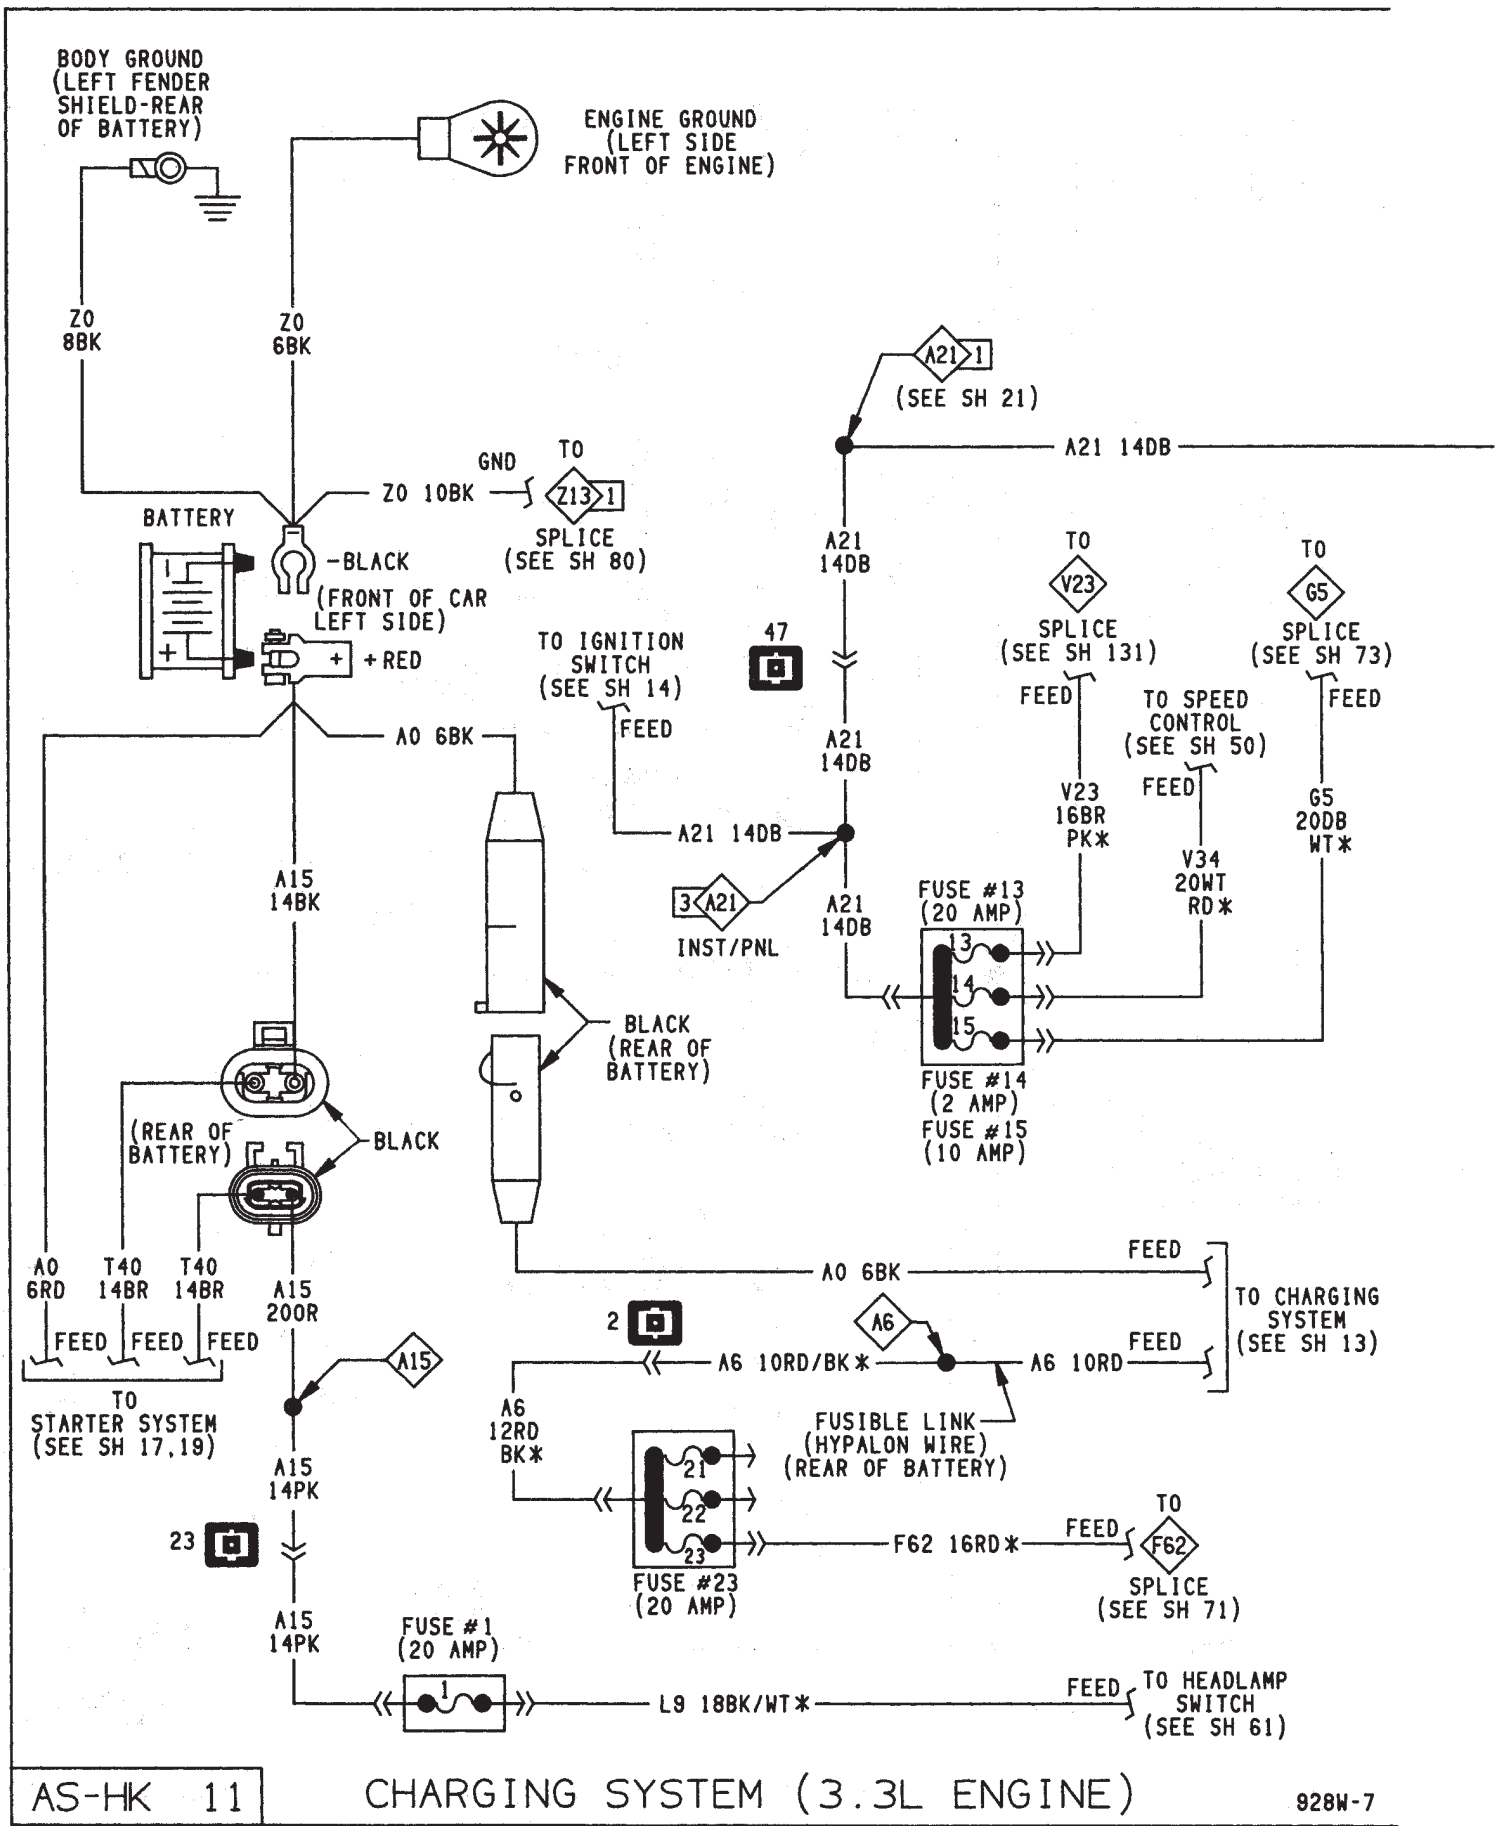 BODY GROUND
(LEFT FENDER
SHIELD-REAR
OF BATTERY)
ENGINE GROUND
(LEFT SIDE
FRONT OF ENGINE)
Z0
8BK
Z0
6BK
A21 1
(SEE SH 21)
A21 14DB
GND
TO
Z0 10BK
Z13 1
SPLICE
(SEE SH 80)
BATTERY
-BLACK
(FRONT OF CAR
LEFT SIDE)
+ + + RED
A21
14DB
TO
V23
SPLICE
(SEE SH 131)
FEED
TO
G5
SPLICE
(SEE SH 73)
FEED
47
TO IGNITION
SWITCH
(SEE SH 14)
FEED
TO SPEED
CONTROL
(SEE SH 50)
FEED
A0 6BK
A21
14DB
V23
16BR
PK*
G5
20DB
WT*
A21 14DB
V34
20WT
RD*
A15
14BK
3 A21
INST/PNL
A21
14DB
FUSE #13
(20 AMP)
13
14
15
FUSE #14
(2 AMP)
FUSE #15
(10 AMP)
BLACK
(REAR OF
BATTERY)
(REAR OF
BATTERY)
BLACK
A0
6RD
T40
14BR
T40
14BR
A15
20OR
FEED
FEED
FEED
TO
STARTER SYSTEM
(SEE SH 17,19)
A0 6BK
FEED
TO CHARGING
SYSTEM
(SEE SH 13)
2
A6
FEED
A6 10RD/BK*
A6 10RD
A15
A6
12RD
BK*
FUSIBLE LINK
(HYPALON WIRE)
(REAR OF BATTERY)
21
22
23
FUSE #23
(20 AMP)
F62 16RD*
FEED
TO
F62
SPLICE
(SEE SH 71)
A15
14PK
23
A15
14PK
FUSE #1
(20 AMP)
1
L9 18BK/WT*
FEED
TO HEADLAMP
SWITCH
(SEE SH 61)
AS-HK 11
CHARGING SYSTEM (3.3L ENGINE)
928W-7